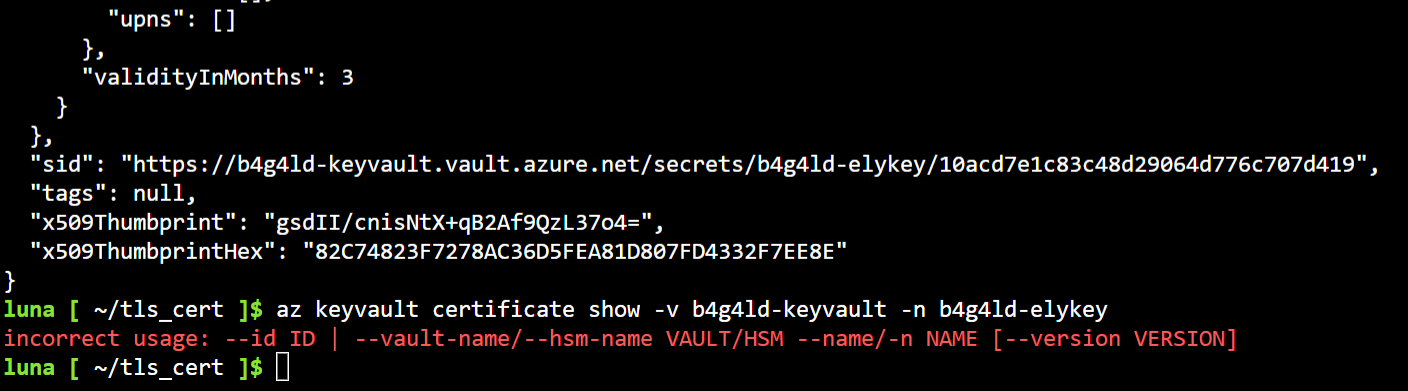 "upns": []
},
"validityInMonths": 3
}
},
"sid": "https://b4g4ld-keyvault.vault.azure.net/secrets/b4g4ld-elykey/10acd7e1c83c48d29064d776c707d419",
"tags": null,
"x509Thumbprint": "gsdII/cnisNtX+qB2Af9QzL37o4=",
"x509ThumbprintHex": "82C74823F7278AC36D5FEA81D807FD4332F7EE8E"
}
luna [ ~/tls_cert ]$ az keyvault certificate show -v b4g4ld-keyvault -n b4g4ld-elykey
incorrect usage: --id ID | --vault-name/--hsm-name VAULT/HSM --name/-n NAME [--version VERSION]
luna [ ~/tls_cert ]$